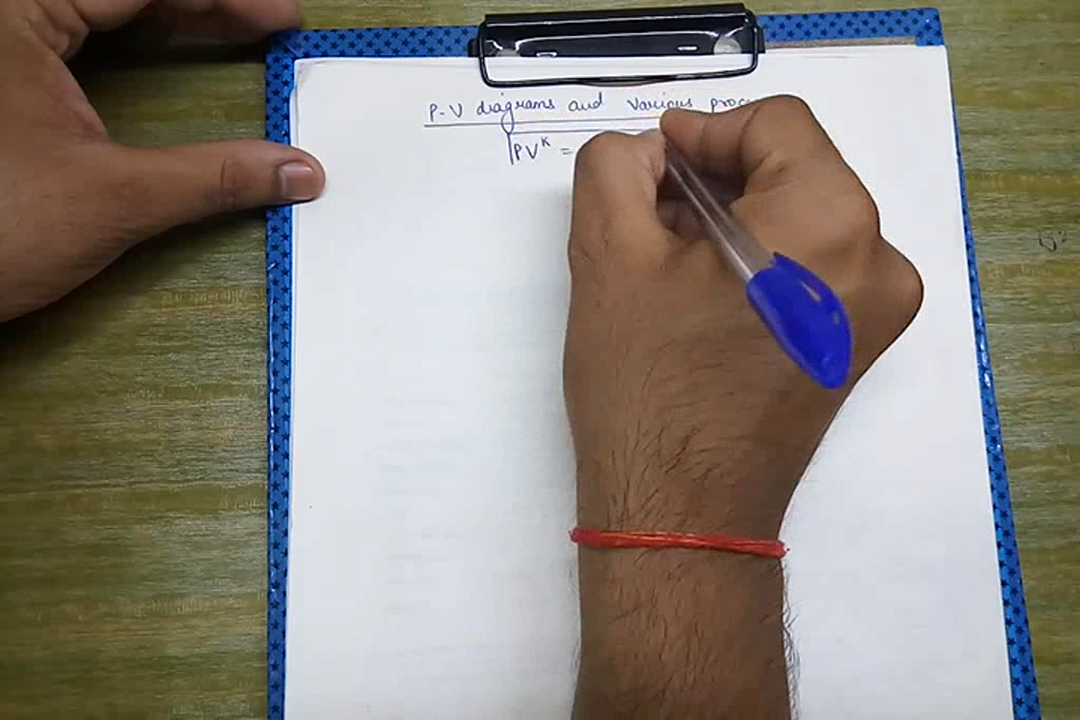 P-V diagrams and various
PV^K =